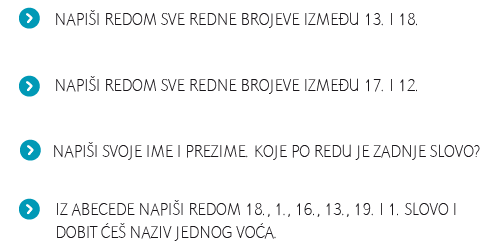 NAPIŠI REDOM SVE REDNE BROJEVE IZMEĐU 13. I 18.
NAPIŠI REDOM SVE REDNE BROJEVE IZMEĐU 17. I 12.
NAPIŠI SVOJE IME I PREZIME. KOJE PO REDU JE ZADNJE SLOVO?
IZ ABECEDE NAPIŠI REDOM 18., 1., 16., 13., 19. I 1. SLOVO I
DOBIT ĆEŠ NAZIV JEDNOG VOĆA.